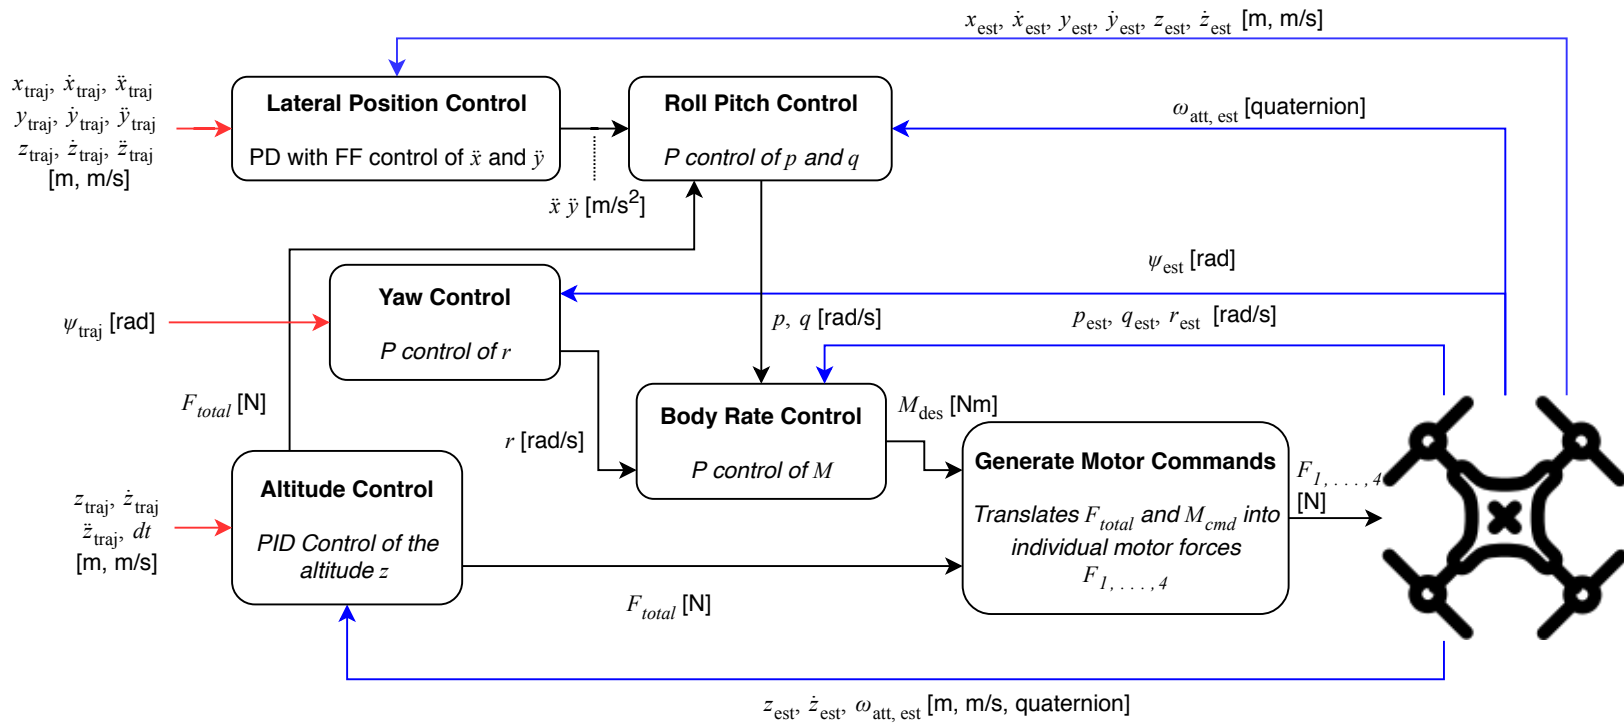 x_est, ẋ_est, y_est, ẏ_est, z_est, ż_est [m, m/s]
x_traj, ẋ_traj, ẍ_traj
y_traj, ẏ_traj, ÿ_traj
z_traj, ż_traj, z̈_traj
[m, m/s]
Lateral Position Control
PD with FF control of ẍ and ÿ
Roll Pitch Control
P control of p and q
ω_att, est [quaternion]
ẍ ÿ [m/s²]
ψ_est [rad]
Yaw Control
P control of r
ψ_traj [rad]
p, q [rad/s]
p_est, q_est, r_est [rad/s]
F_total [N]
r [rad/s]
Body Rate Control
P control of M
M_des [Nm]
Altitude Control
PID Control of the
altitude z
z_traj, ż_traj
z̈_traj, dt
[m, m/s]
Generate Motor Commands
Translates F_total and M_cmd into
individual motor forces
F_1, . . . , 4
F_1, . . . , 4
[N]
F_total [N]
z_est, ż_est, ω_att, est [m, m/s, quaternion]